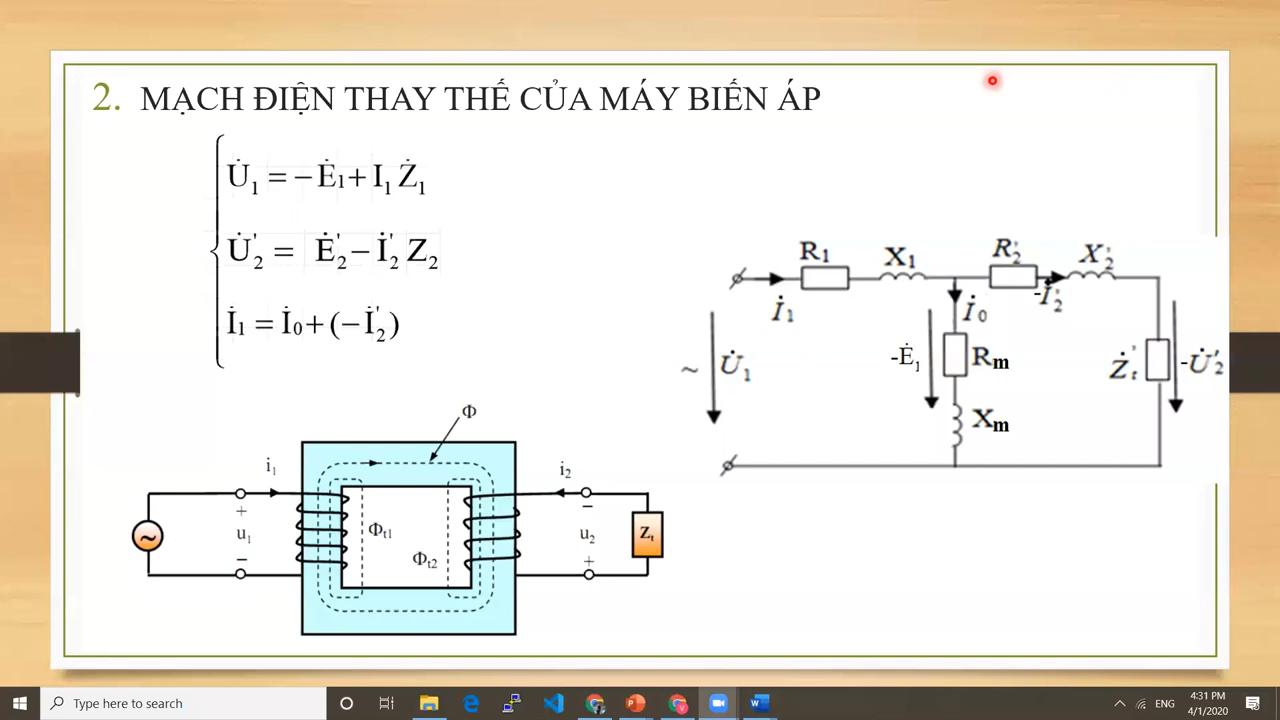 2. MẠCH ĐIỆN THAY THẾ CỦA MÁY BIẾN ÁP
U̇₁ = − Ė₁ + I₁ Ż₁
U̇'₂ = Ė'₂ − İ'₂ Z₂
İ₁ = İ₀ + (−İ'₂)
R₁ X₁ R'₂ X'₂
İ₁ İ₀ -İ'₂
~ U̇₁ -Ė₁ Rm Ż't -U̇'₂
Xm
Φ
i₁ i₂
+ −
~ u₁ Φt1 u₂ Zt
Φt2
− +
Type here to search
ENG
4:31 PM
4/1/2020